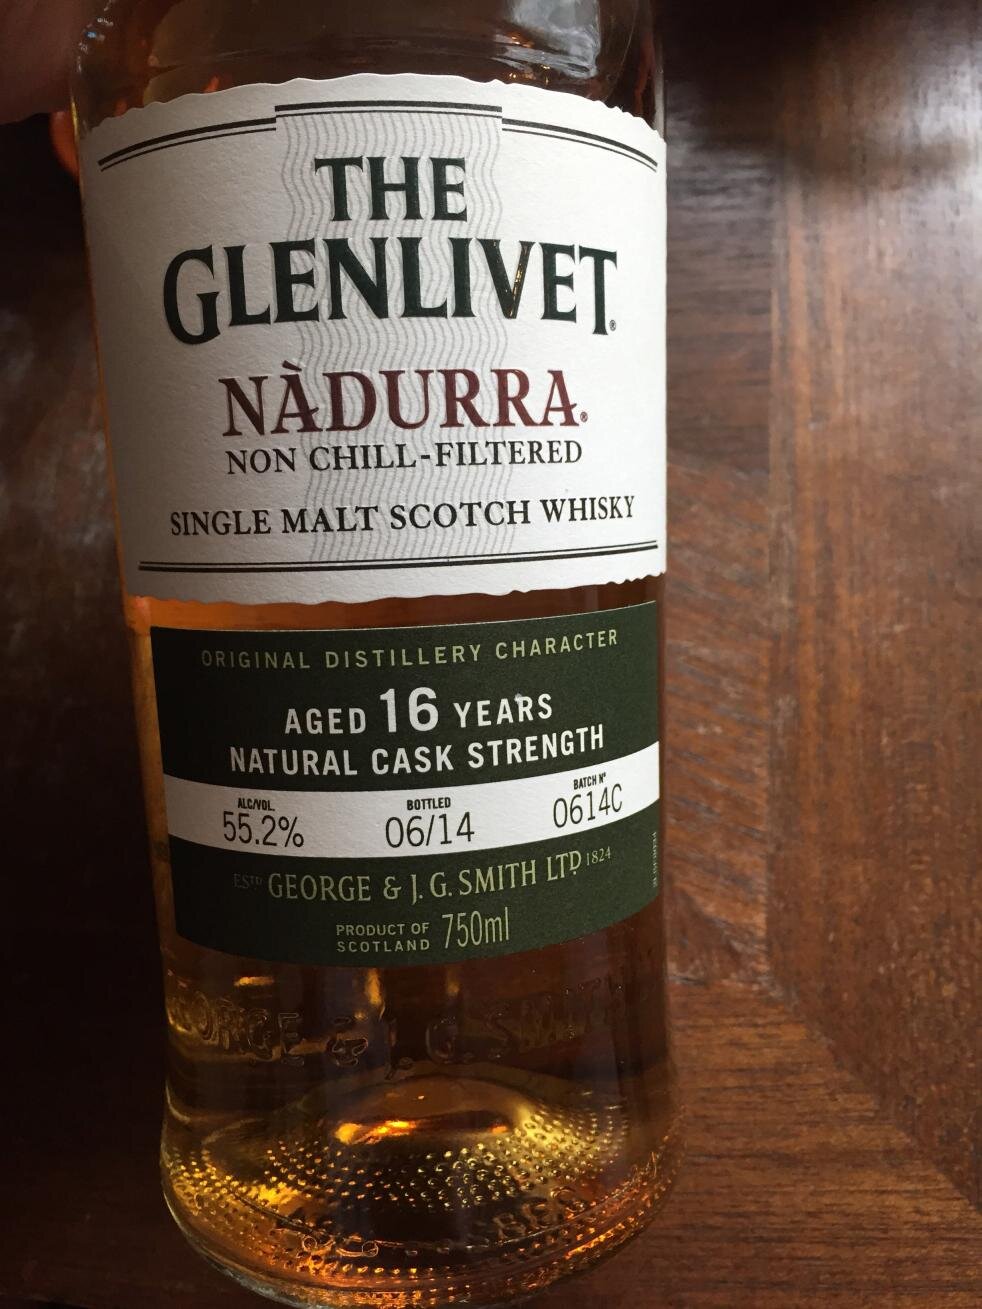 THE
GLENLIVET®
NÀDURRA®
NON CHILL-FILTERED
SINGLE MALT SCOTCH WHISKY
ORIGINAL DISTILLERY CHARACTER
AGED 16 YEARS
NATURAL CASK STRENGTH
ALC/VOL. BOTTLED BATCH Nº
55.2% 06/14 0614C
ESTD GEORGE & J. G. SMITH LTD 1824
PRODUCT OF
SCOTLAND 750ml
GEORGE & J. G. SMITH